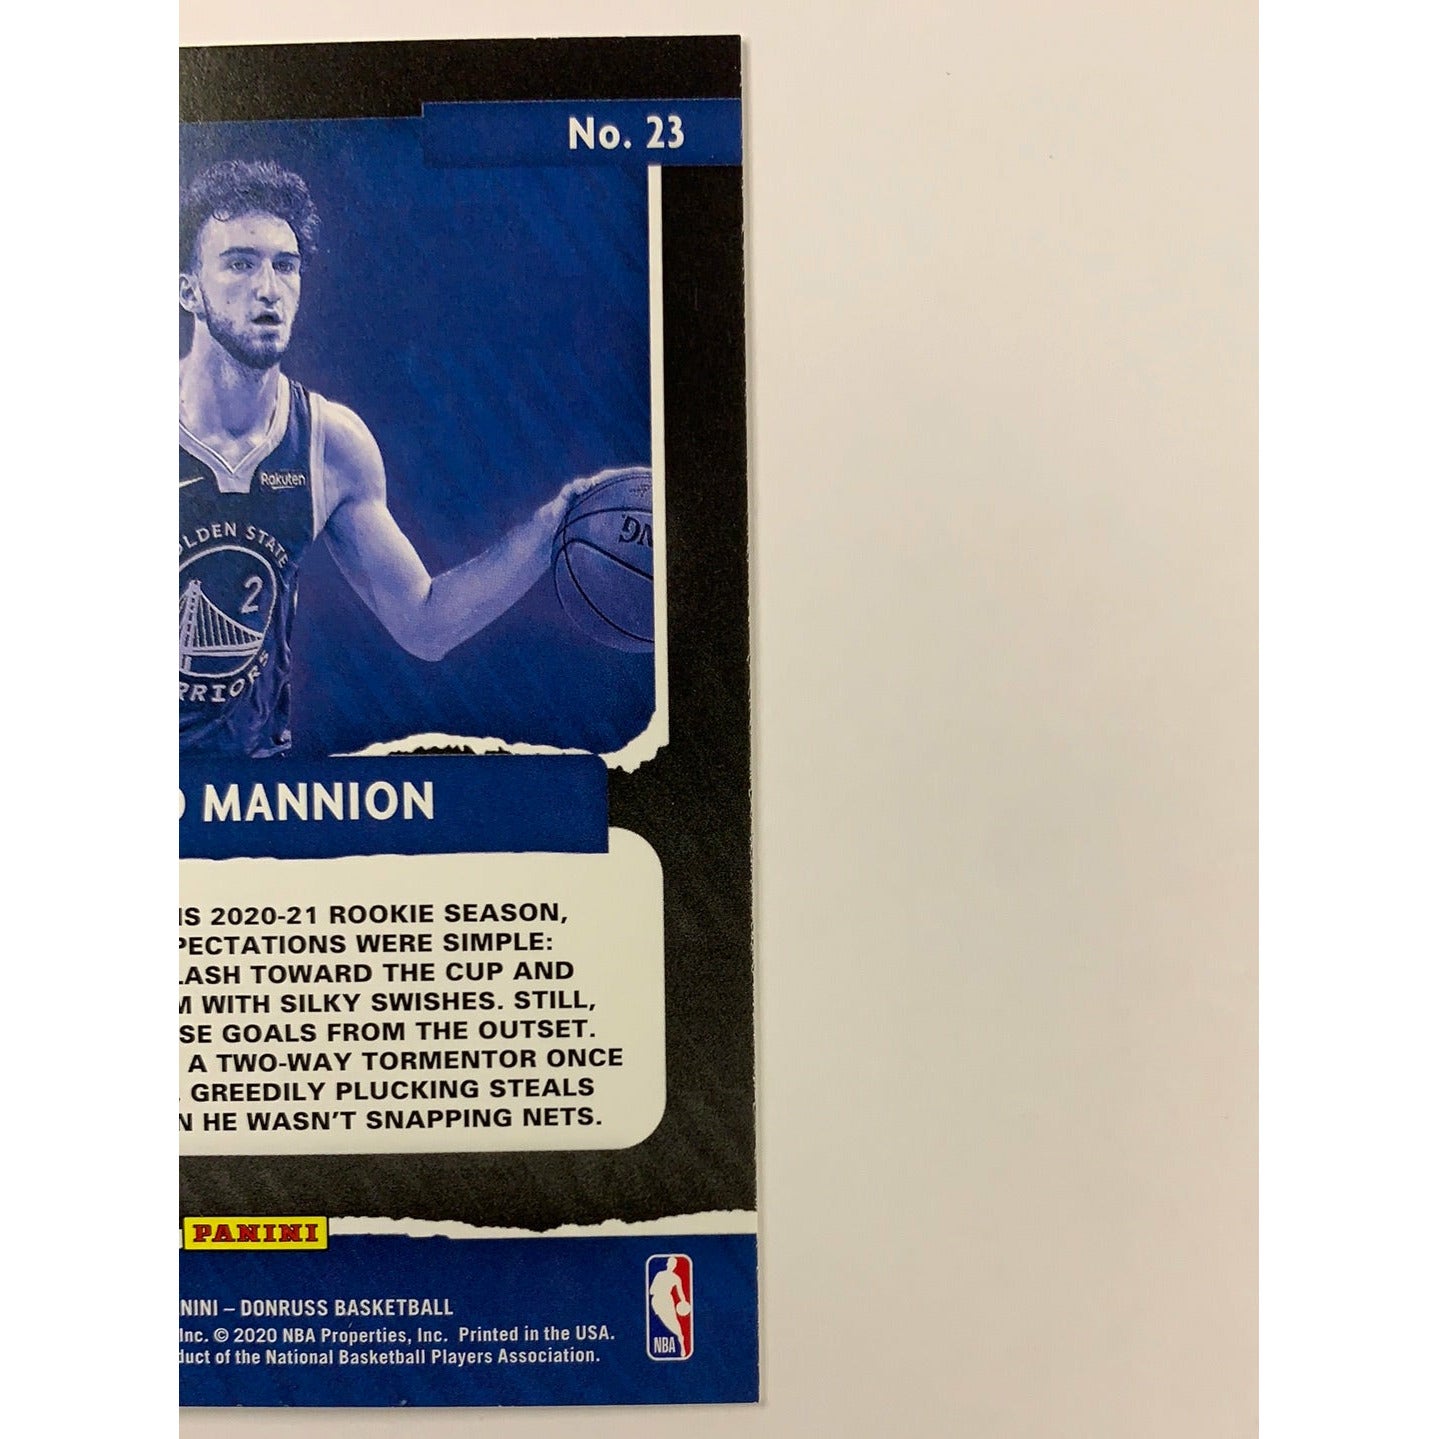 No. 23
Rakuten
LDEN STATE
2
RRIORS
MANNION
IS 2020-21 ROOKIE SEASON,
PECTATIONS WERE SIMPLE:
LASH TOWARD THE CUP AND
M WITH SILKY SWISHES. STILL,
SE GOALS FROM THE OUTSET.
A TWO-WAY TORMENTOR ONCE
GREEDILY PLUCKING STEALS
N HE WASN'T SNAPPING NETS.
PANINI
NINI – DONRUSS BASKETBALL
Inc. © 2020 NBA Properties, Inc. Printed in the USA.
duct of the National Basketball Players Association.
NBA